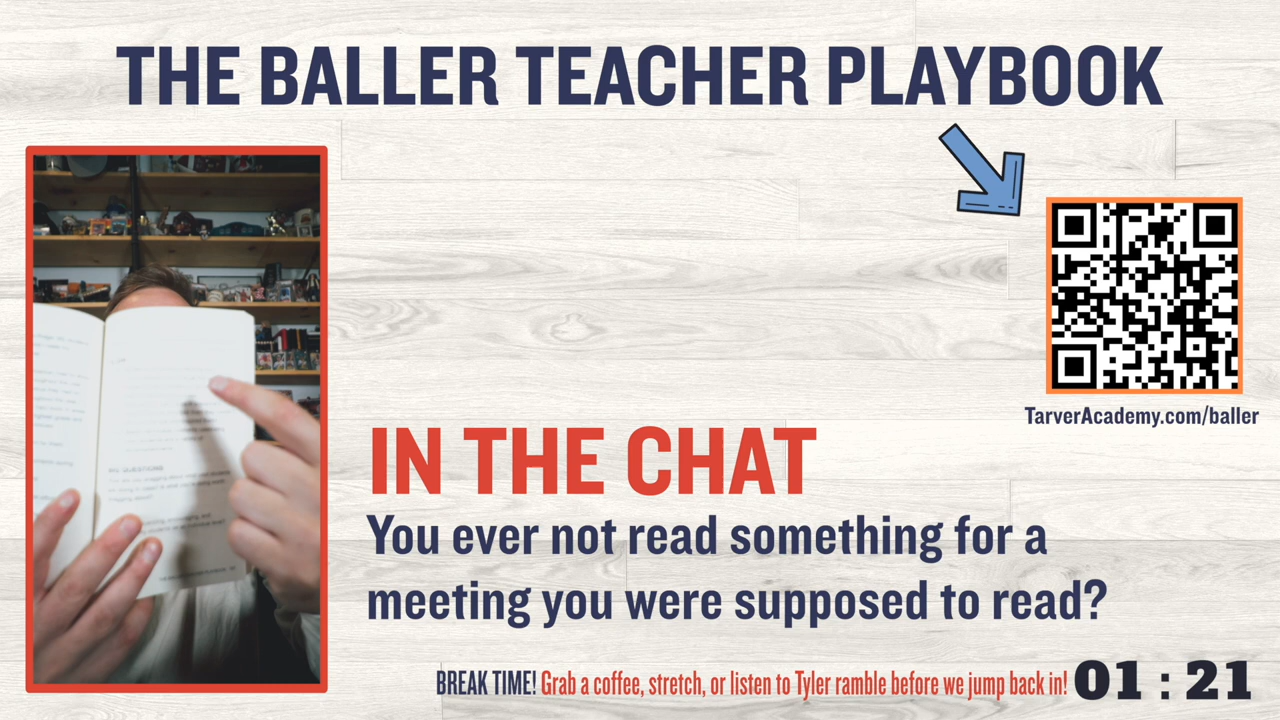 THE BALLER TEACHER PLAYBOOK
TarverAcademy.com/baller
IN THE CHAT
You ever not read something for a
meeting you were supposed to read?
BREAK TIME! Grab a coffee, stretch, or listen to Tyler ramble before we jump back in! 01 : 21